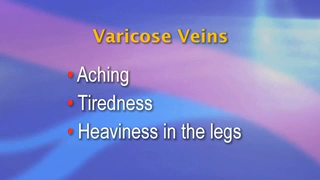 Varicose Veins
• Aching
• Tiredness
• Heaviness in the legs